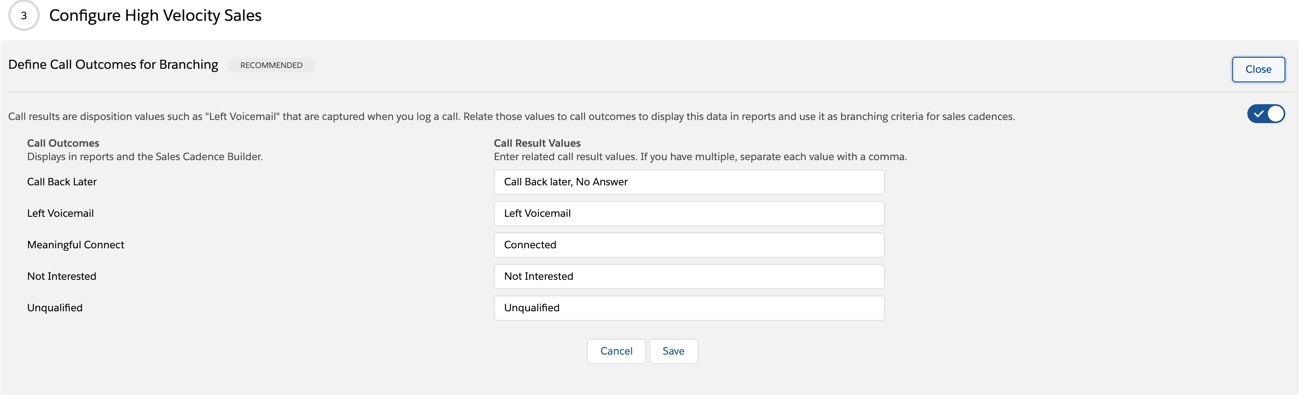 3 Configure High Velocity Sales
Define Call Outcomes for Branching RECOMMENDED
Close
Call results are disposition values such as "Left Voicemail" that are captured when you log a call. Relate those values to call outcomes to display this data in reports and use it as branching criteria for sales cadences.
Call Outcomes Call Result Values
Displays in reports and the Sales Cadence Builder. Enter related call result values. If you have multiple, separate each value with a comma.
Call Back Later Call Back later, No Answer
Left Voicemail Left Voicemail
Meaningful Connect Connected
Not Interested Not Interested
Unqualified Unqualified
Cancel Save